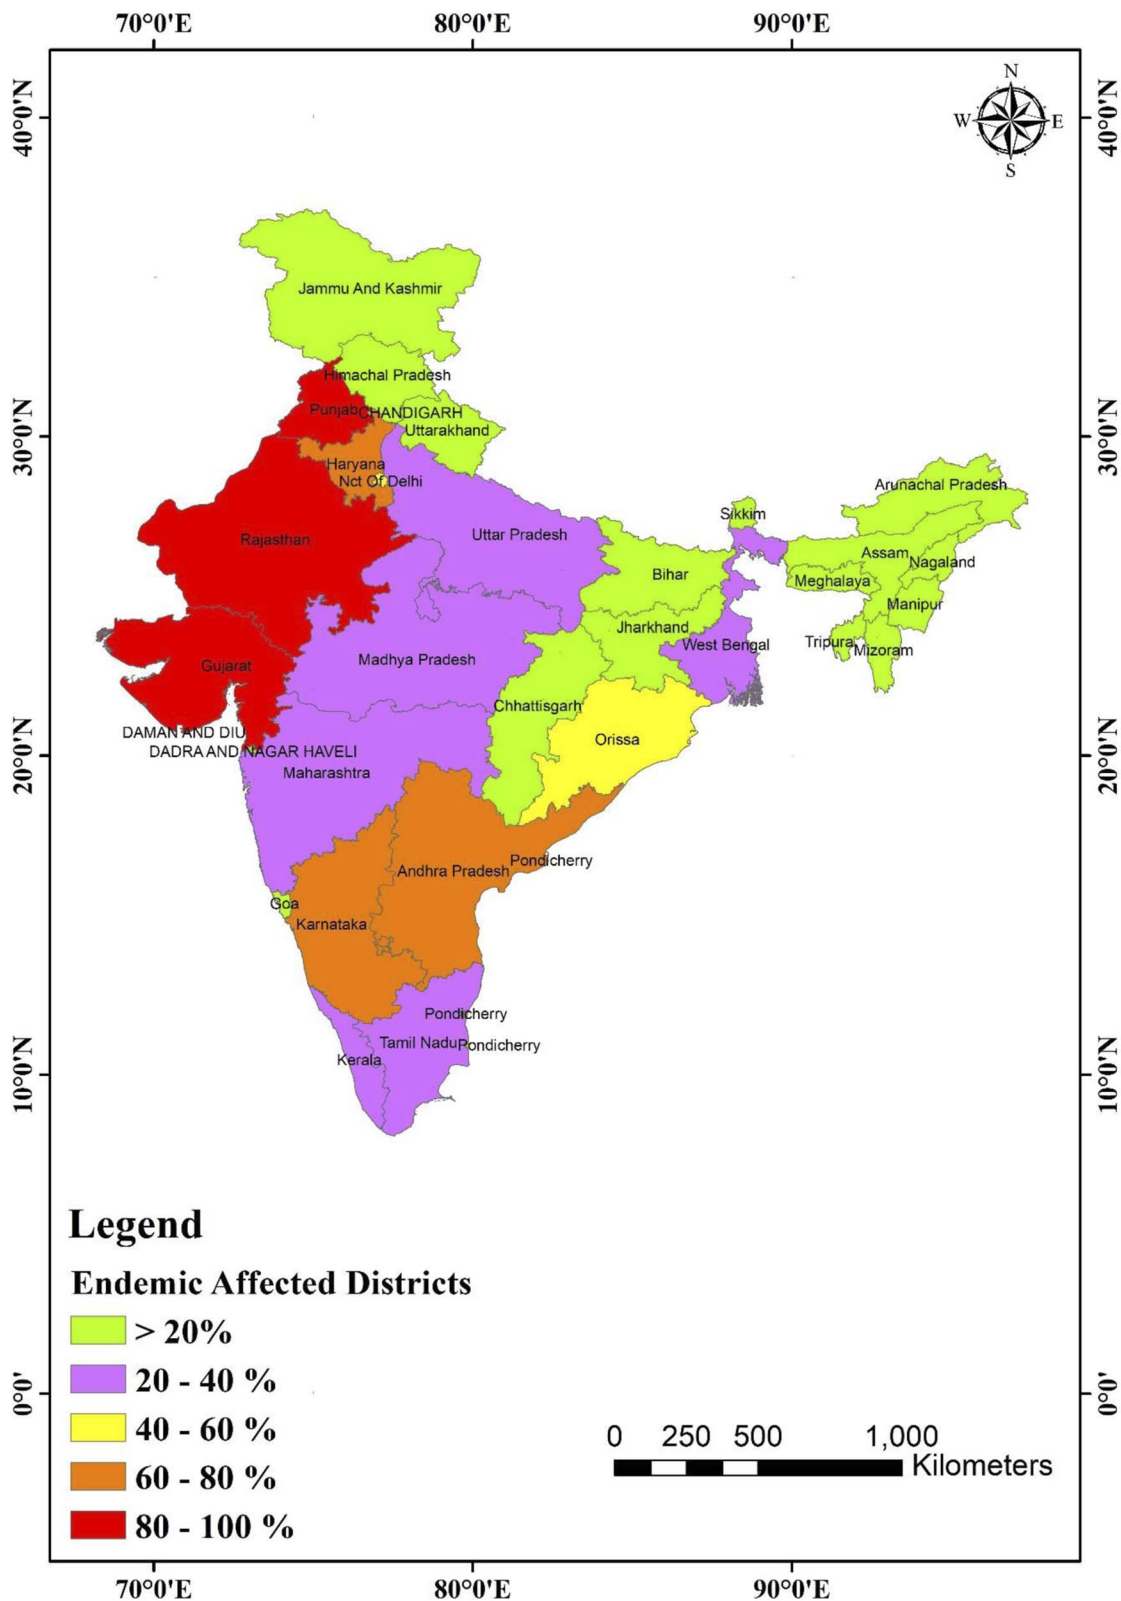 70°0'E 80°0'E 90°0'E
40°0'N 40°0'N
N
W E
S
Jammu And Kashmir
Himachal Pradesh
Punjab CHANDIGARH
Uttarakhand
30°0'N 30°0'N
Haryana
Nct Of Delhi
Arunachal Pradesh
Sikkim
Rajasthan
Uttar Pradesh
Assam
Nagaland
Bihar
Meghalaya
Manipur
Jharkhand
Tripura
West Bengal
Mizoram
Madhya Pradesh
Gujarat
Chhattisgarh
DAMAN AND DIU
Orissa
DADRA AND NAGAR HAVELI
20°0'N 20°0'N
Maharashtra
Pondicherry
Andhra Pradesh
Goa
Karnataka
Pondicherry
Tamil Nadu Pondicherry
Kerala
10°0'N 10°0'N
Legend
Endemic Affected Districts
> 20%
20 - 40 %
0°0' 0°0'
40 - 60 %
0 250 500 1,000
Kilometers
60 - 80 %
80 - 100 %
70°0'E 80°0'E 90°0'E